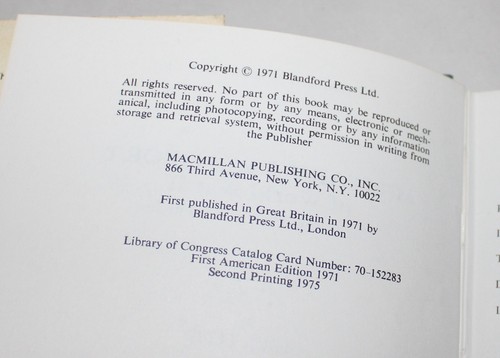 Copyright © 1971 Blandford Press Ltd.
All rights reserved. No part of this book may be reproduced or
transmitted in any form or by any means, electronic or mech-
anical, including photocopying, recording or by any information
storage and retrieval system, without permission in writing from
the Publisher
MACMILLAN PUBLISHING CO., INC.
866 Third Avenue, New York, N.Y. 10022
First published in Great Britain in 1971 by
Blandford Press Ltd., London
Library of Congress Catalog Card Number: 70-152283
First American Edition 1971
Second Printing 1975